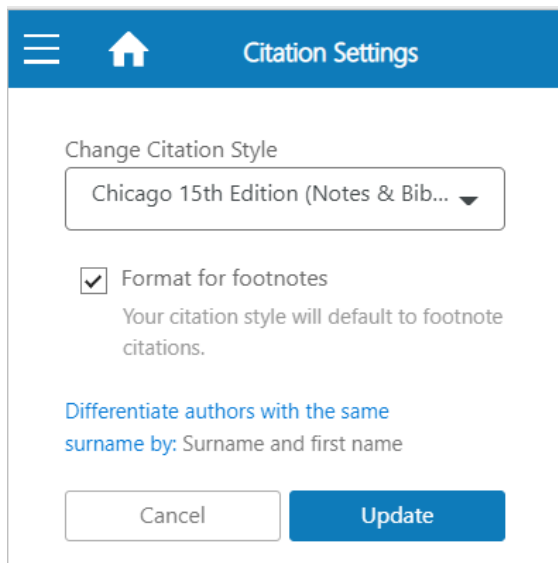 Citation Settings
Change Citation Style
Chicago 15th Edition (Notes & Bib...
Format for footnotes
Your citation style will default to footnote
citations.
Differentiate authors with the same
surname by: Surname and first name
Cancel Update